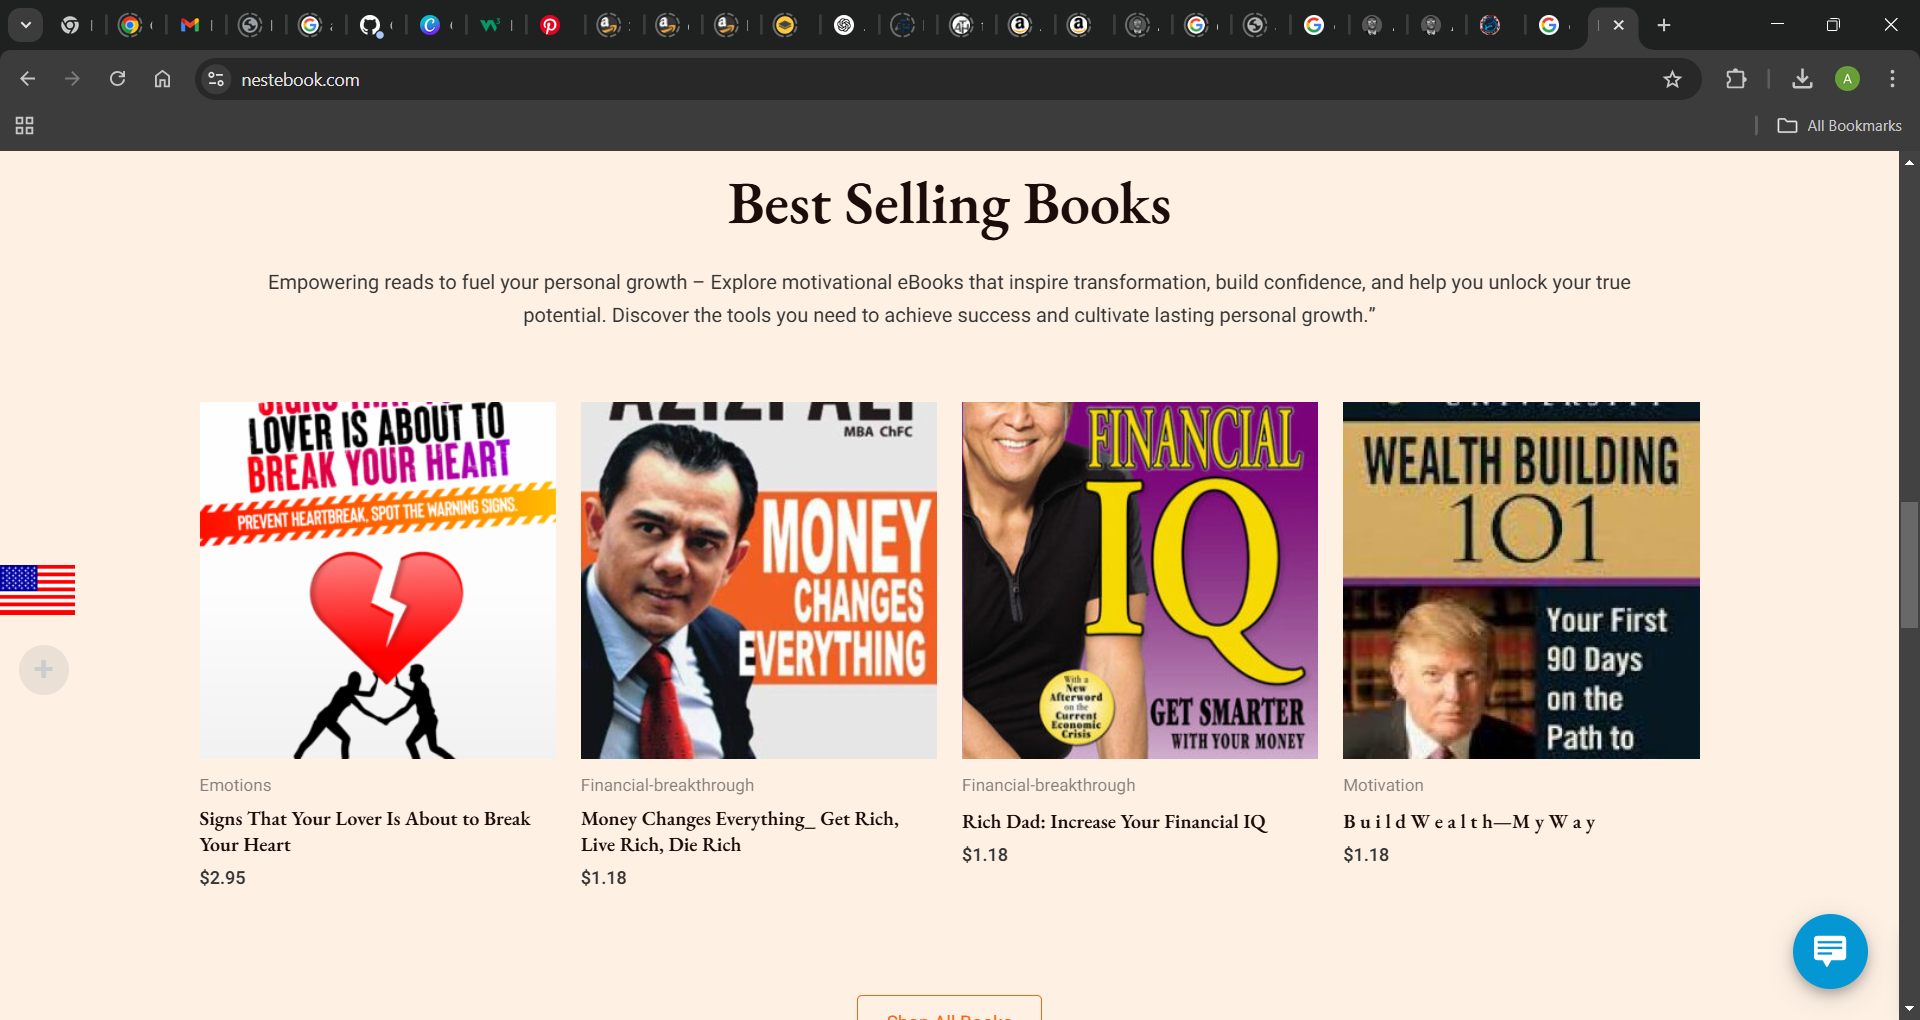 nestebook.com
All Bookmarks
Best Selling Books
Empowering reads to fuel your personal growth – Explore motivational eBooks that inspire transformation, build confidence, and help you unlock your true
potential. Discover the tools you need to achieve success and cultivate lasting personal growth.”
LOVER IS ABOUT TO
BREAK YOUR HEART
PREVENT HEARTBREAK, SPOT THE WARNING SIGNS.
Emotions
Signs That Your Lover Is About to Break
Your Heart
$2.95
AZIZI ALI
MBA ChFC
MONEY
CHANGES
EVERYTHING
Financial-breakthrough
Money Changes Everything_ Get Rich,
Live Rich, Die Rich
$1.18
FINANCIAL
IQ
With a
New
Afterword
on the
Current
Economic
Crisis
GET SMARTER
WITH YOUR MONEY
Financial-breakthrough
Rich Dad: Increase Your Financial IQ
$1.18
WEALTH BUILDING
101
Your First
90 Days
on the
Path to
Motivation
B u i l d W e a l t h—M y W a y
$1.18
Shop All Books
A